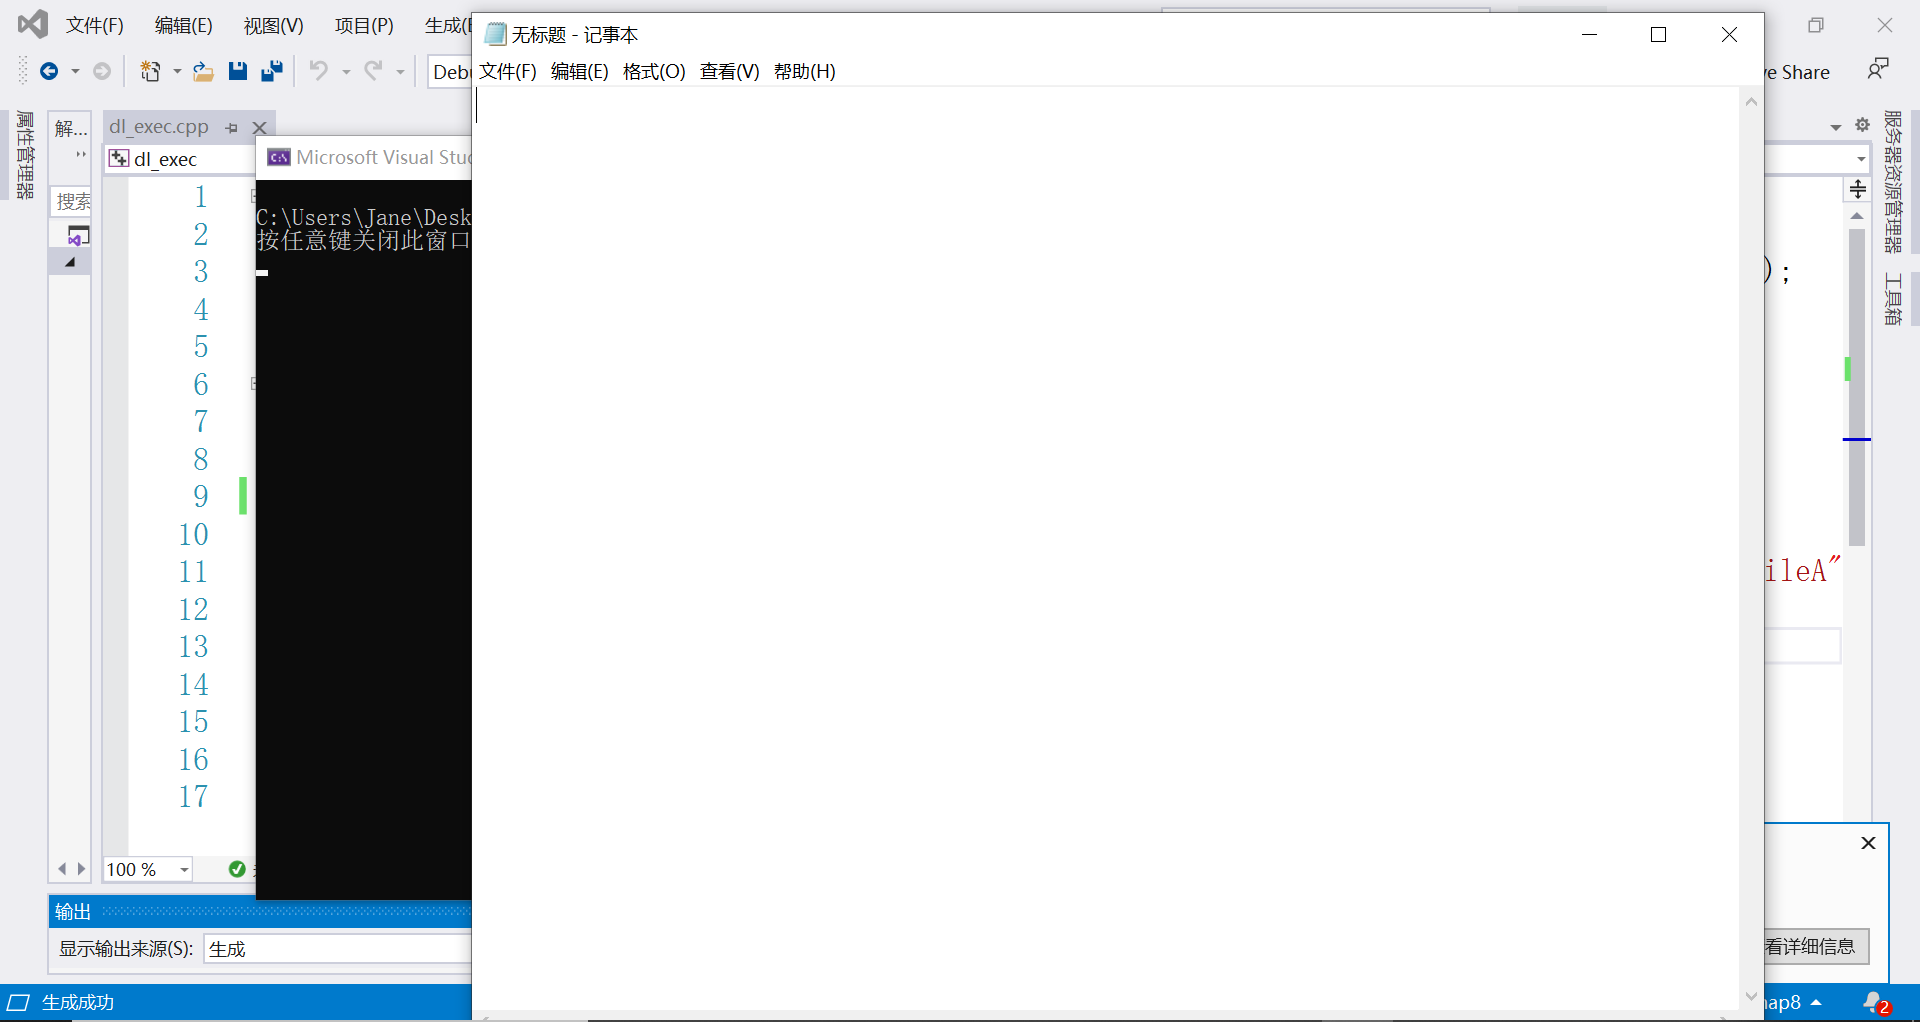 文件(F) 编辑(E) 视图(V) 项目(P) 生成(
无标题 - 记事本
文件(F) 编辑(E) 格式(O) 查看(V) 帮助(H)
Debu
ve Share
属性管理器
解...
搜索
dl_exec.cpp
dl_exec
Microsoft Visual Stud
C:\Users\Jane\Desk
按任意键关闭此窗口
1
2
3
);
4
5
6
7
8
9
10
11
ileA"
12
13
14
15
16
17
服务器资源管理器
工具箱
100 %
输出
显示输出来源(S): 生成
看详细信息
生成成功
nap8
2